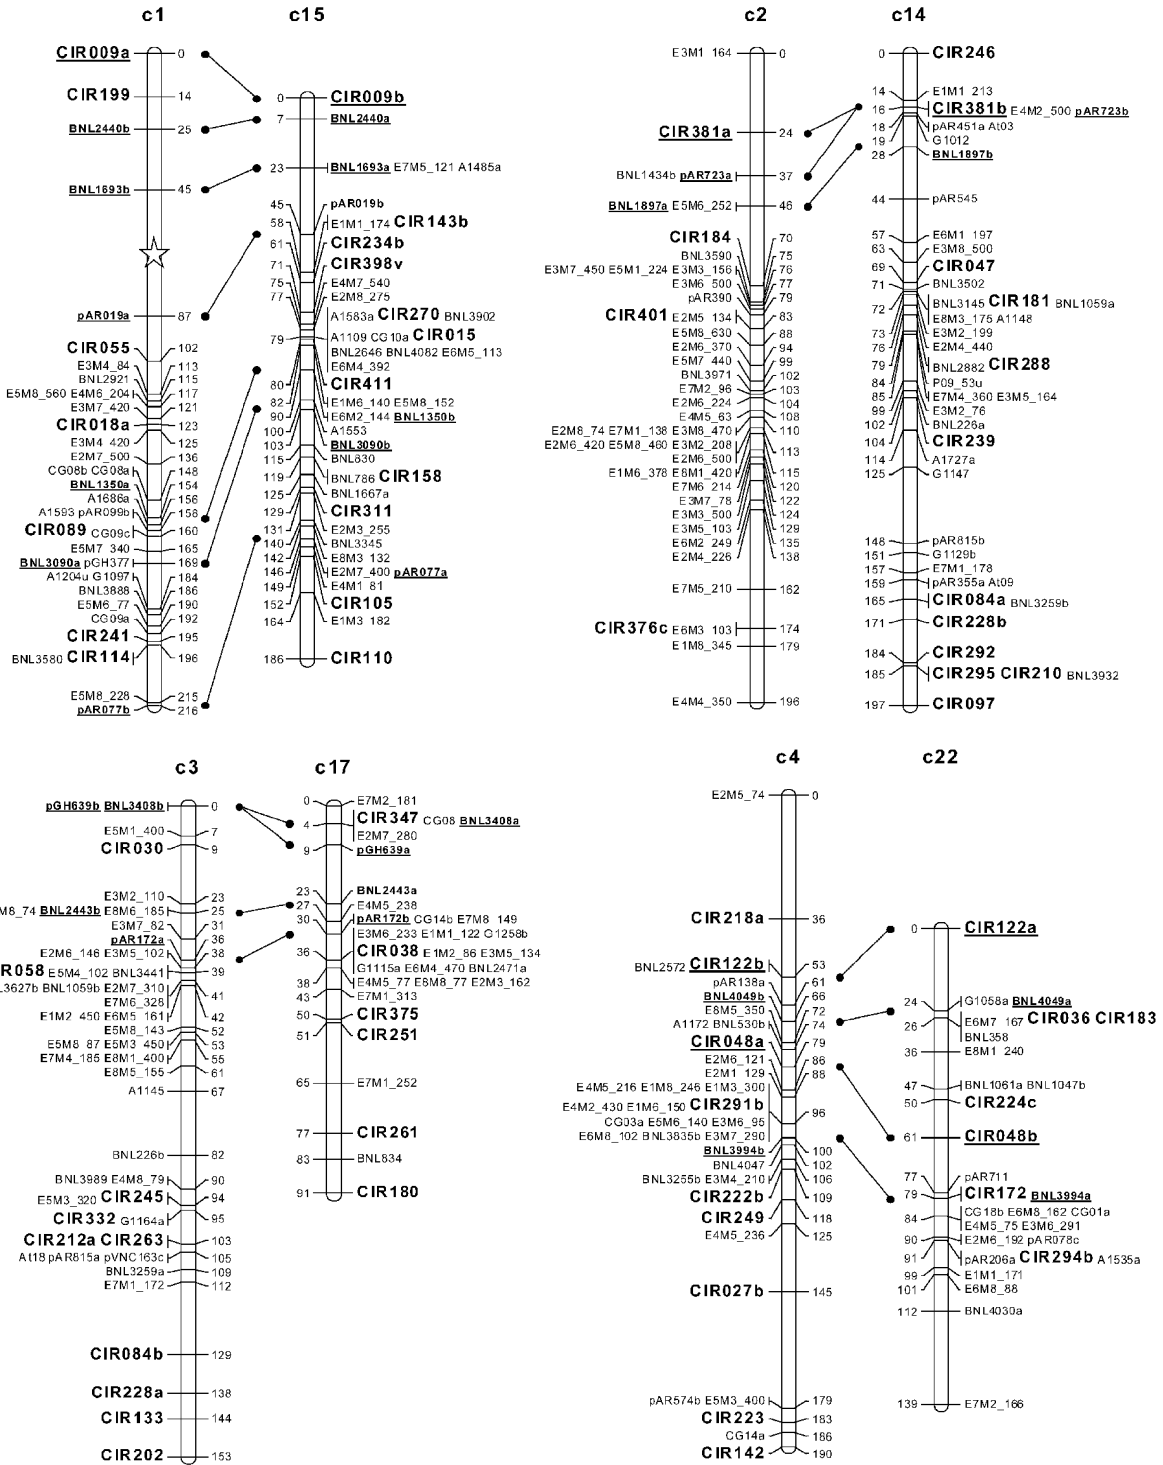 c1
CIR009a 0
CIR199 14
BNL2440b 25
BNL1693b 45
pAR019a 87
CIR055 102
E3M4_84 113
BNL2921 115
E5M8_560 E4M6_204 117
E3M7_420 121
CIR018a 123
E3M4_420 125
E2M7_500 136
CG08b CG08a 148
BNL1350a 154
A1686a 156
A1593 pAR099b 158
CIR089 CG09c 160
E5M7_340 165
BNL3090a pGH377 169
A1204u G1097 184
BNL3888 186
E5M6_77 190
CG09a 192
CIR241 195
BNL3580 CIR114 196
E5M8_228 215
pAR077b 216
c15
0 CIR009b
7 BNL2440a
23 BNL1693a E7M5_121 A1485a
45 pAR019b
58 E1M1_174 CIR143b
61 CIR234b
71 CIR398v
75 E4M7_540
77 E2M8_275
A1583a CIR270 BNL3902
79 A1109 CG10a CIR015
BNL2646 BNL4082 E6M5_113
E6M4_392
80 CIR411
82 E1M6_140 E5M8_152
90 E6M2_144 BNL1350b
100 A1553
103 BNL3090b
115 BNL830
119 BNL786 CIR158
125 BNL1667a
129 CIR311
131 E2M3_255
140 BNL3345
142 E8M3_132
146 E2M7_400 pAR077a
149 E4M1_81
152 CIR105
164 E1M3_182
186 CIR110
c2
E3M1_164 0
CIR381a 24
BNL1434b pAR723a 37
BNL1897a E5M6_252 46
CIR184 70
BNL3590 75
E3M7_450 E5M1_224 E3M3_156 76
E3M6_500 77
pAR390 79
CIR401 E2M5_134 83
E5M8_630 88
E2M6_370 94
E5M7_440 99
BNL3971 102
E7M2_96 103
E2M6_224 104
E4M5_63 108
E2M8_74 E7M1_138 E3M8_470 110
E2M6_420 E5M8_460 E3M2_208 113
E2M6_500
E1M6_378 E8M1_420 115
E7M6_214 120
E3M7_78 122
E3M3_500 124
E3M5_103 129
E6M2_249 135
E2M4_226 138
E7M5_210 162
CIR376c E6M3_103 174
E1M8_345 179
E4M4_350 196
c14
0 CIR246
14 E1M1_213
16 CIR381b E4M2_500 pAR723b
18 pAR451a At03
19 G1012
28 BNL1897b
44 pAR545
57 E6M1_197
63 E3M8_500
69 CIR047
71 BNL3502
72 BNL3145 CIR181 BNL1059a
E8M3_175 A1148
73 E3M2_199
76 E2M4_440
79 BNL2882 CIR288
84 P09_53u
85 E7M4_360 E3M5_164
99 E3M2_76
102 BNL226a
104 CIR239
114 A1727a
125 G1147
148 pAR815b
151 G1129b
157 E7M1_178
159 pAR355a At09
165 CIR084a BNL3259b
171 CIR228b
184 CIR292
185 CIR295 CIR210 BNL3932
197 CIR097
c3
pGH639b BNL3408b 0
E5M1_400 7
CIR030 9
E3M2_110 23
M8_74 BNL2443b E8M6_185 25
E3M7_82 31
pAR172a 36
E2M6_146 E3M5_102 38
R058 E5M4_102 BNL3441 39
L3627b BNL1059b E2M7_310 41
E7M6_328
E1M2_450 E6M5_161 42
E5M8_143 52
E5M8_87 E5M3_450 53
E7M4_185 E8M1_400 55
E8M5_155 61
A1145 67
BNL226b 82
BNL3989 E4M8_79 90
E5M3_320 CIR245 94
CIR332 G1164a 95
CIR212a CIR263 103
At18 pAR815a pVNC163c 105
BNL3259a 109
E7M1_172 112
CIR084b 129
CIR228a 138
CIR133 144
CIR202 153
c17
0 E7M2_181
4 CIR347 CG08 BNL3408a
E2M7_280
9 pGH639a
23 BNL2443a
27 E4M5_238
30 pAR172b CG14b E7M8_149
E3M6_233 E1M1_122 G1258b
36 CIR038 E1M2_86 E3M5_134
G1115a E6M4_470 BNL2471a
38 E4M5_77 E8M8_77 E2M3_162
43 E7M1_313
50 CIR375
51 CIR251
65 E7M1_252
77 CIR261
83 BNL834
91 CIR180
c4
E2M5_74 0
CIR218a 36
BNL2572 CIR122b 53
pAR138a 61
BNL4049b 66
E8M5_350 72
A1172 BNL530b 74
CIR048a 79
E2M6_121 86
E2M1_129 88
E4M5_216 E1M8_246 E1M3_300
E4M2_430 E1M6_150 CIR291b 96
CG03a E5M6_140 E3M6_95
E6M8_102 BNL3835b E3M7_290
BNL3994b 100
BNL4047 102
BNL3255b E3M4_210 106
CIR222b 109
CIR249 118
E4M5_236 125
CIR027b 145
pAR574b E5M3_400 179
CIR223 183
CG14a 186
CIR142 190
c22
0 CIR122a
24 G1058a BNL4049a
26 E6M7_167 CIR036 CIR183
BNL358
36 E8M1_240
47 BNL1061a BNL1047b
50 CIR224c
61 CIR048b
77 pAR711
79 CIR172 BNL3994a
84 CG18b E6M8_162 CG01a
E4M5_75 E3M6_291
90 E2M6_192 pAR078c
91 pAR206a CIR294b A1535a
99 E1M1_171
101 E6M8_88
112 BNL4030a
139 E7M2_166